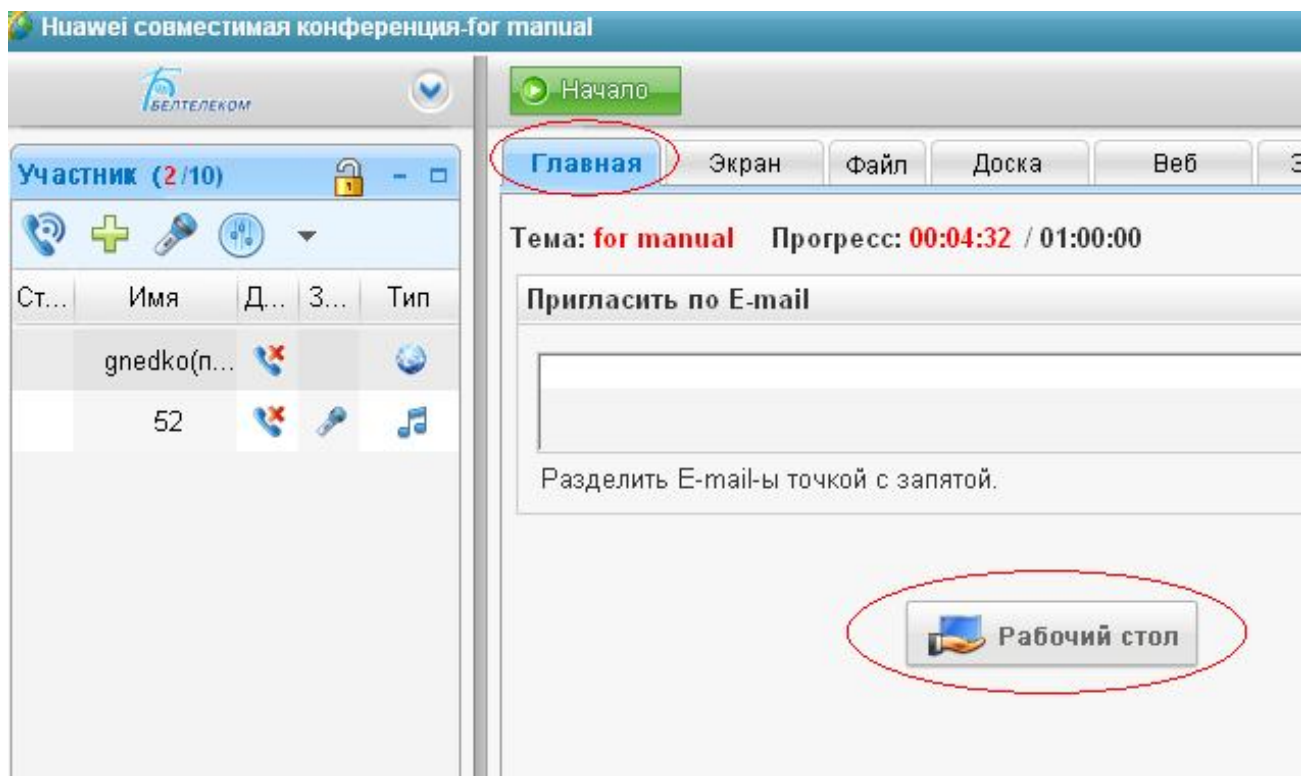 Huawei совместимая конференция-for manual
БЕЛТЕЛЕКОМ
Начало
Участник (2/10)
Главная Экран Файл Доска Веб
Тема: for manual Прогресс: 00:04:32 / 01:00:00
Ст... Имя Д... З... Тип
Пригласить по E-mail
gnedko(п...
52
Разделить E-mail-ы точкой с запятой.
Рабочий стол